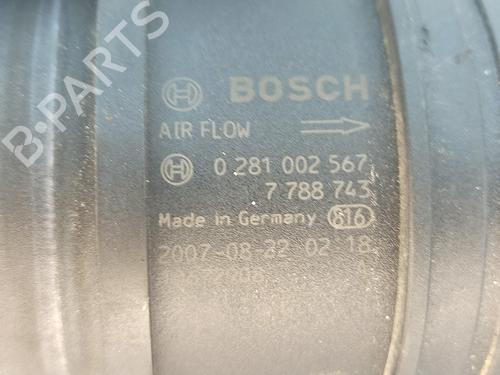 B-PARTS
BOSCH
AIR FLOW
0 281 002 567
7 788 743
Made in Germany 816
2007-08-22 02 18